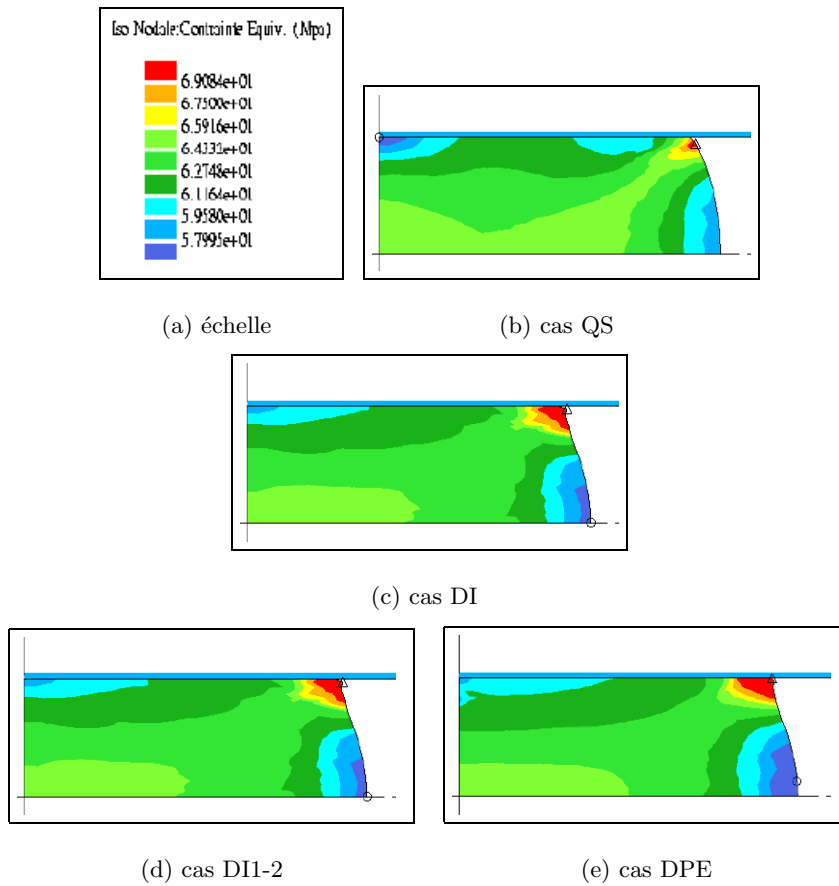 Iso Nodale:Contrainte Equiv. (Mpa)
6.9084e+01
6.7500e+01
6.5916e+01
6.4332e+01
6.2748e+01
6.1164e+01
5.9580e+01
5.7995e+01
(a) échelle
(b) cas QS
(c) cas DI
(d) cas DI1-2
(e) cas DPE